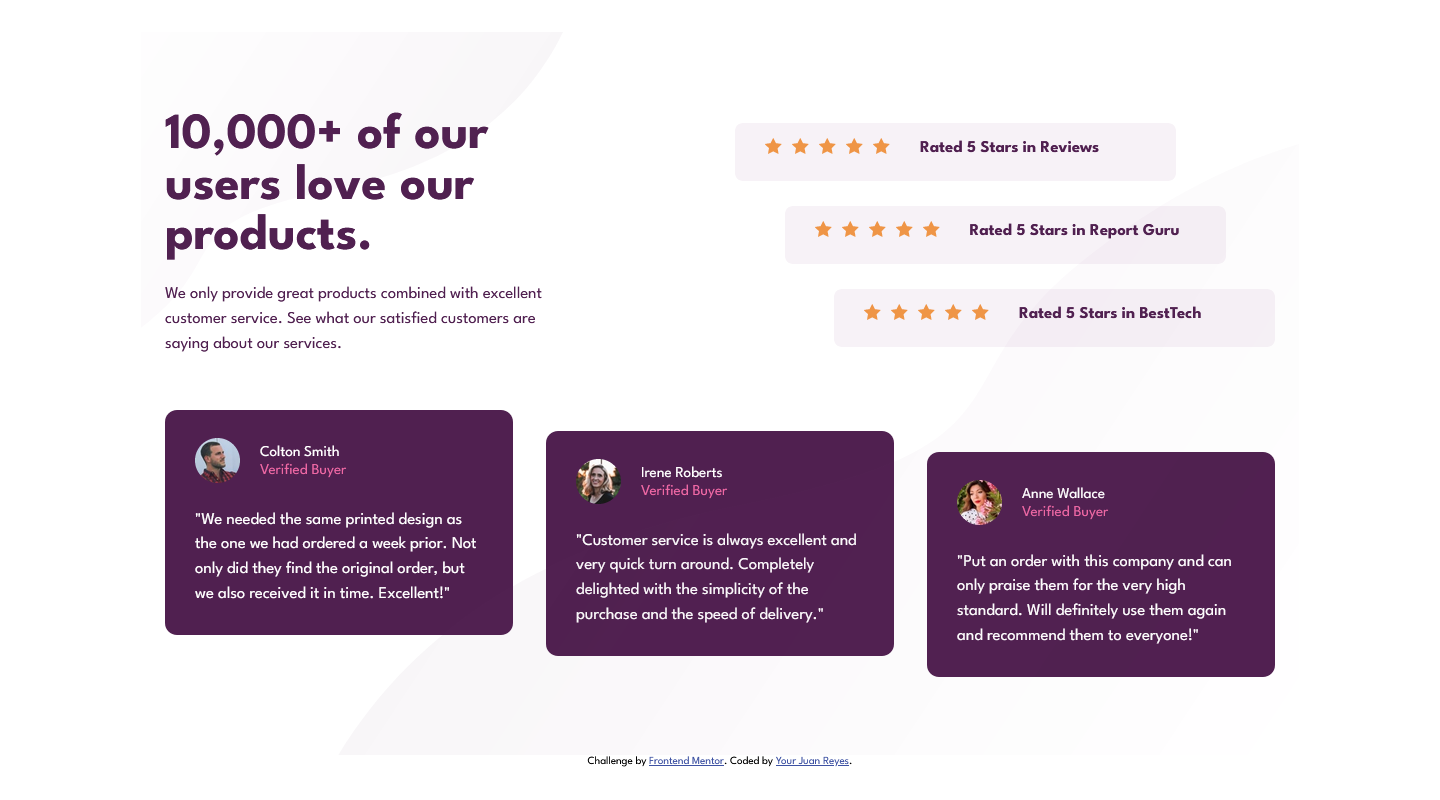 10,000+ of our
users love our
products.
We only provide great products combined with excellent
customer service. See what our satisfied customers are
saying about our services.
Rated 5 Stars in Reviews
Rated 5 Stars in Report Guru
Rated 5 Stars in BestTech
Colton Smith
Verified Buyer
"We needed the same printed design as
the one we had ordered a week prior. Not
only did they find the original order, but
we also received it in time. Excellent!"
Irene Roberts
Verified Buyer
"Customer service is always excellent and
very quick turn around. Completely
delighted with the simplicity of the
purchase and the speed of delivery."
Anne Wallace
Verified Buyer
"Put an order with this company and can
only praise them for the very high
standard. Will definitely use them again
and recommend them to everyone!"
Challenge by Frontend Mentor. Coded by Your Juan Reyes.